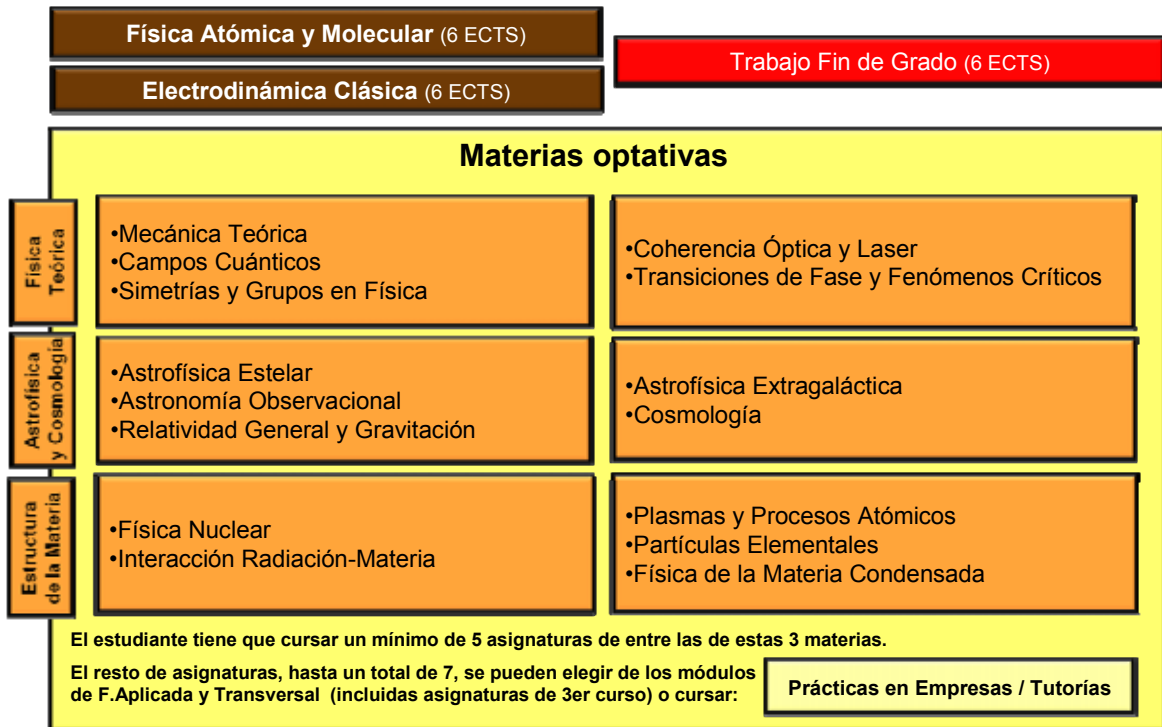 Física Atómica y Molecular (6 ECTS)
Electrodinámica Clásica (6 ECTS)
Trabajo Fin de Grado (6 ECTS)
Materias optativas
Física
Teórica
•Mecánica Teórica
•Campos Cuánticos
•Simetrías y Grupos en Física
•Coherencia Óptica y Laser
•Transiciones de Fase y Fenómenos Críticos
Astrofísica
y Cosmología
•Astrofísica Estelar
•Astronomía Observacional
•Relatividad General y Gravitación
•Astrofísica Extragaláctica
•Cosmología
Estructura
de la Materia
•Física Nuclear
•Interacción Radiación-Materia
•Plasmas y Procesos Atómicos
•Partículas Elementales
•Física de la Materia Condensada
El estudiante tiene que cursar un mínimo de 5 asignaturas de entre las de estas 3 materias.
El resto de asignaturas, hasta un total de 7, se pueden elegir de los módulos
de F.Aplicada y Transversal (incluidas asignaturas de 3er curso) o cursar:
Prácticas en Empresas / Tutorías